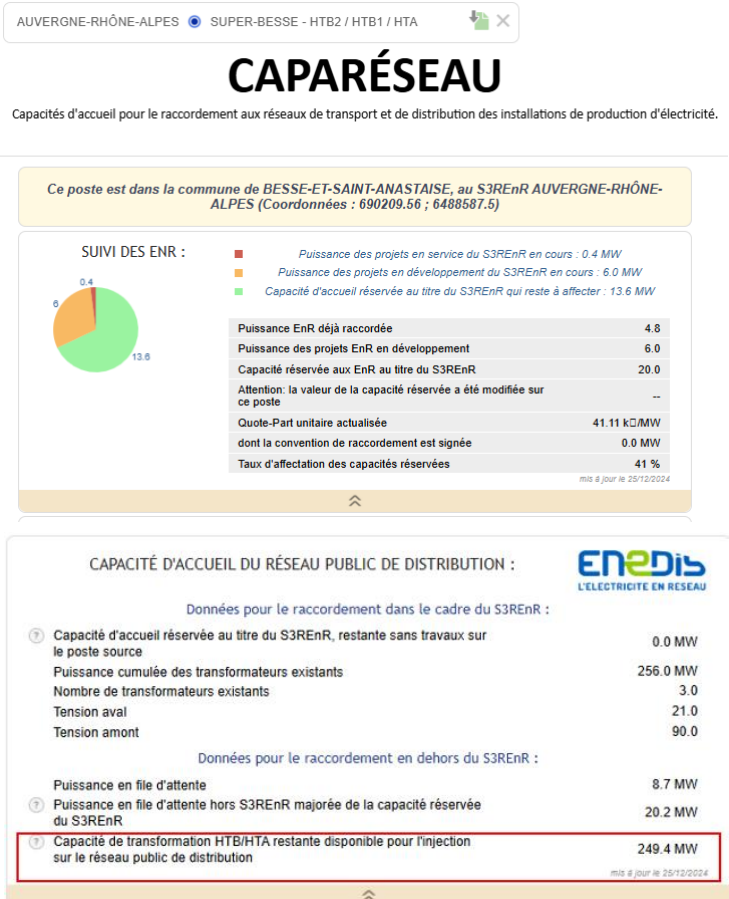 AUVERGNE-RHÔNE-ALPES SUPER-BESSE - HTB2 / HTB1 / HTA
CAPARÉSEAU
Capacités d'accueil pour le raccordement aux réseaux de transport et de distribution des installations de production d'électricité.
Ce poste est dans la commune de BESSE-ET-SAINT-ANASTAISE, au S3REnR AUVERGNE-RHÔNE-
ALPES (Coordonnées : 690209.56 ; 6488587.5)
SUIVI DES ENR :
Puissance des projets en service du S3REnR en cours : 0.4 MW
Puissance des projets en développement du S3REnR en cours : 6.0 MW
Capacité d'accueil réservée au titre du S3REnR qui reste à affecter : 13.6 MW
0.4
6
13.6
Puissance EnR déjà raccordée 4.8
Puissance des projets EnR en développement 6.0
Capacité réservée aux EnR au titre du S3REnR 20.0
Attention: la valeur de la capacité réservée a été modifiée sur
ce poste --
Quote-Part unitaire actualisée 41.11 k□/MW
dont la convention de raccordement est signée 0.0 MW
Taux d'affectation des capacités réservées 41 %
mis à jour le 25/12/2024
CAPACITÉ D'ACCUEIL DU RÉSEAU PUBLIC DE DISTRIBUTION :
ENEDIS
L'ELECTRICITE EN RESEAU
Données pour le raccordement dans le cadre du S3REnR :
? Capacité d'accueil réservée au titre du S3REnR, restante sans travaux sur
le poste source 0.0 MW
Puissance cumulée des transformateurs existants 256.0 MW
Nombre de transformateurs existants 3.0
Tension aval 21.0
Tension amont 90.0
Données pour le raccordement en dehors du S3REnR :
Puissance en file d'attente 8.7 MW
? Puissance en file d'attente hors S3REnR majorée de la capacité réservée
du S3REnR 20.2 MW
? Capacité de transformation HTB/HTA restante disponible pour l'injection
sur le réseau public de distribution 249.4 MW
mis à jour le 25/12/2024